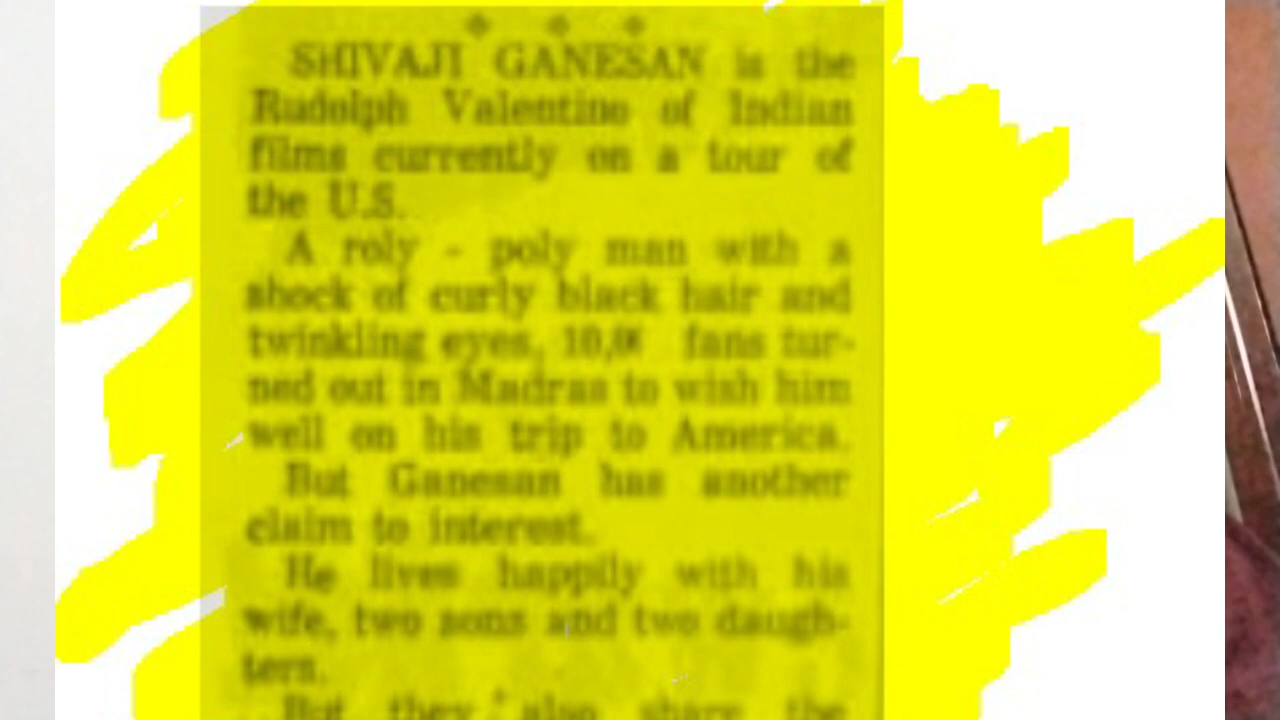 SHIVAJI GANESAN is the
Rudolph Valentino of Indian
films currently on a tour of
the U.S.
A roly - poly man with a
shock of curly black hair and
twinkling eyes, fans tur-
ned out in Madras to wish him
well on his trip to America.
But Ganesan has another
claim to interest.
He lives happily with his
wife, two sons and two daugh-
ters.
But they also share the